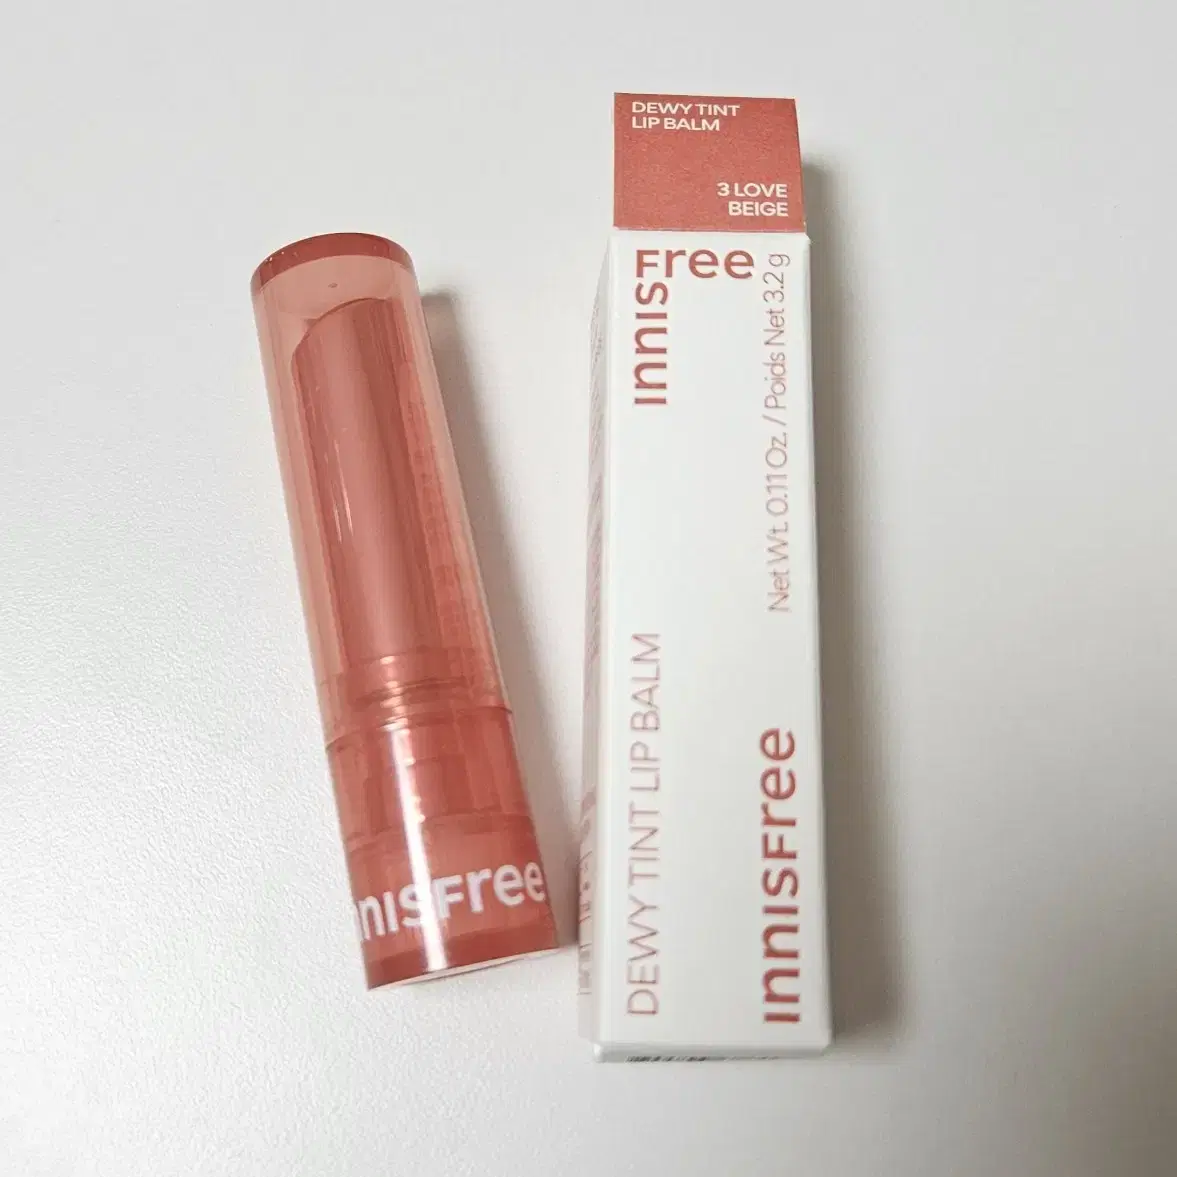 DEWY TINT
LIP BALM
3 LOVE
BEIGE
INNISFree
Net Wt. 0.11 Oz. / Poids Net 3.2 g
DEWY TINT LIP BALM
INNISFree
INNISFree